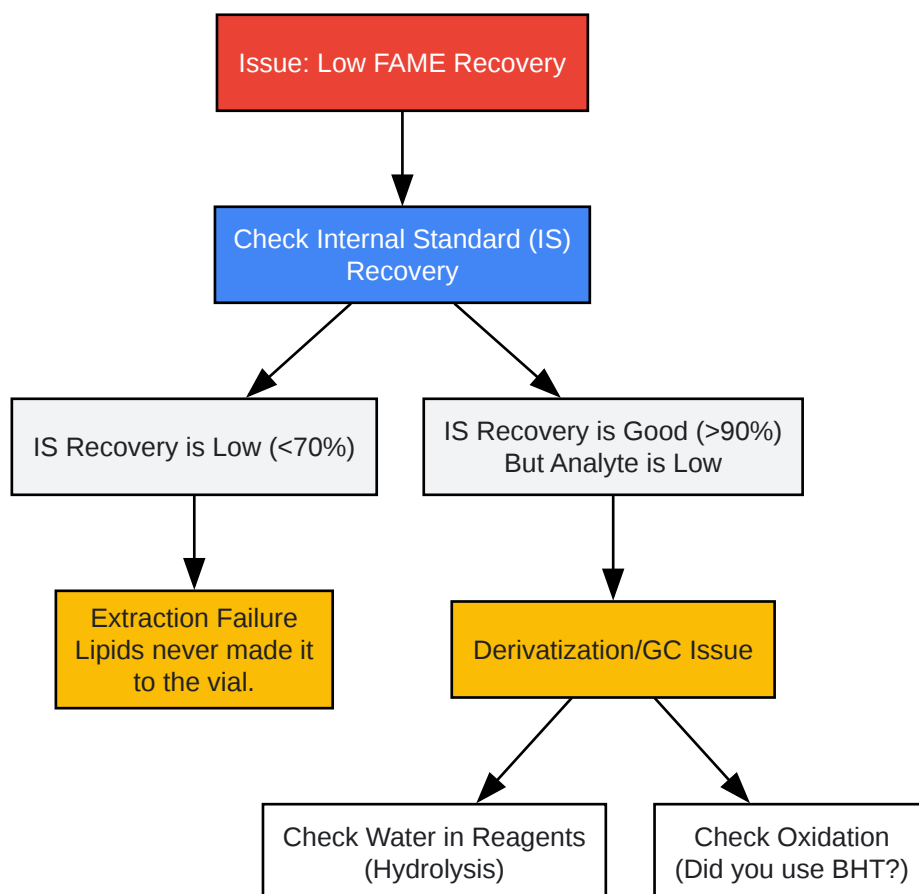 Issue: Low FAME Recovery
Check Internal Standard (IS)
Recovery
IS Recovery is Low (<70%)
IS Recovery is Good (>90%)
But Analyte is Low
Extraction Failure
Lipids never made it
to the vial.
Derivatization/GC Issue
Check Water in Reagents
(Hydrolysis)
Check Oxidation
(Did you use BHT?)